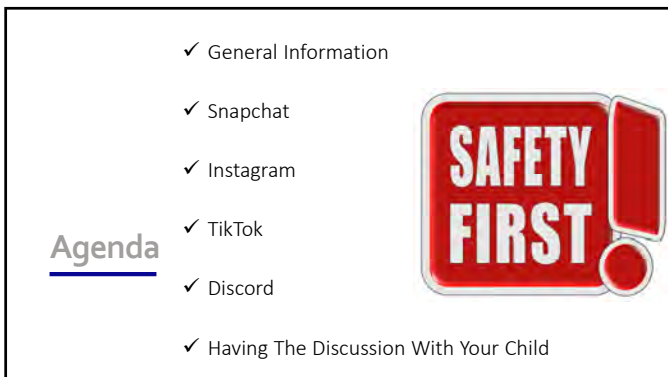 Agenda
✓ General Information
✓ Snapchat
✓ Instagram
✓ TikTok
✓ Discord
✓ Having The Discussion With Your Child
SAFETY
FIRST!